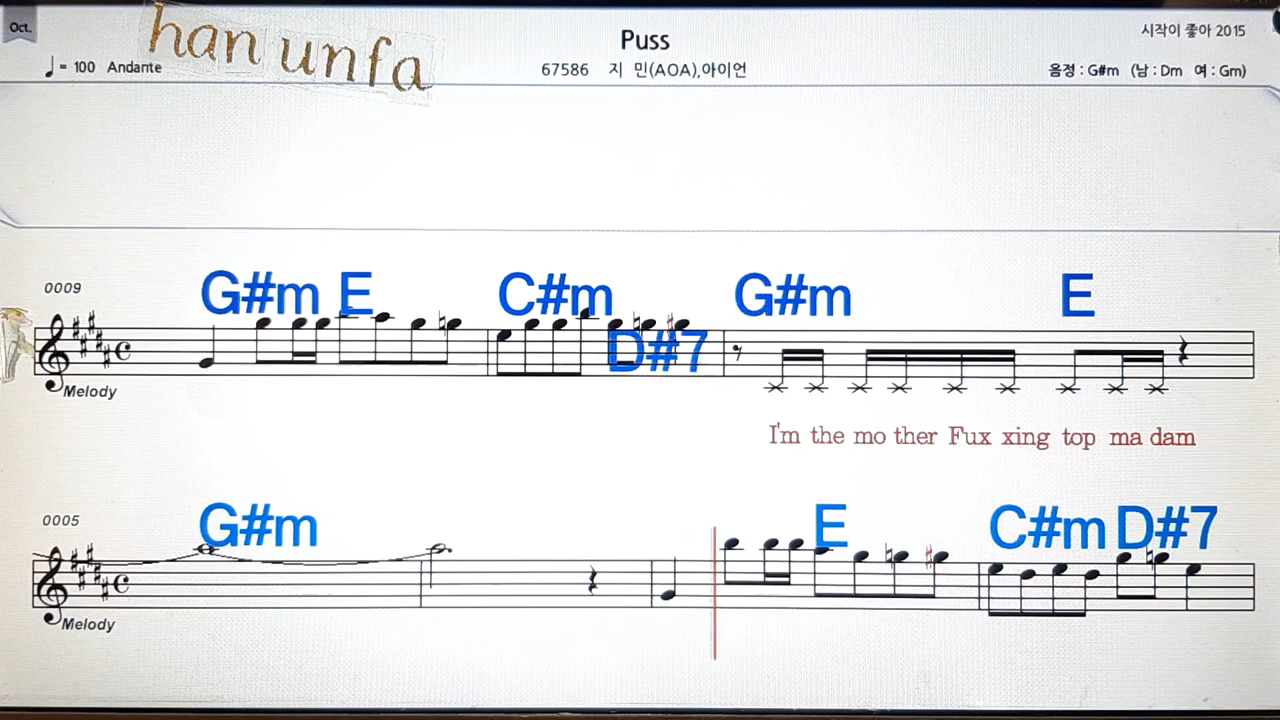 Oct.
han unfa
Puss
시작이 좋아 2015
♩= 100 Andante
67586 지 민(AOA),아이언
음정 : G#m (남 : Dm 여 : Gm)
0009
G#m E C#m D#7 G#m E
Melody
I'm the mo ther Fux xing top ma dam
0005
G#m E C#m D#7
Melody